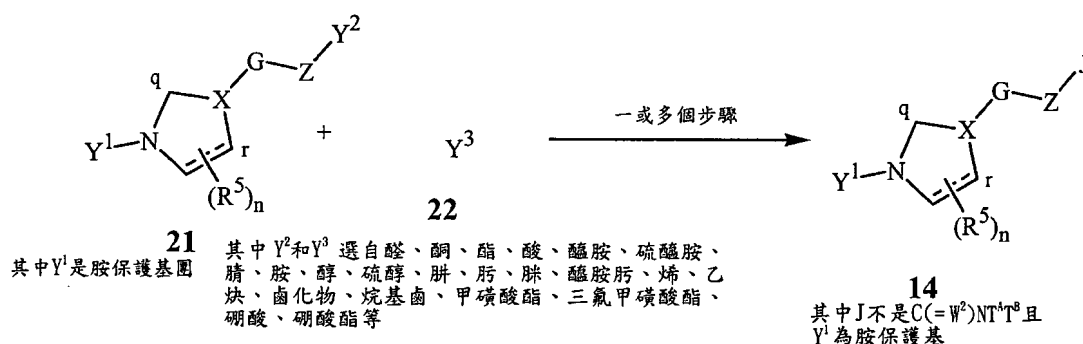 Y²
G
Z
q
X
Y¹
N
r
(R⁵)n
+
Y³
一或多個步驟
J
G
Z
q
X
Y¹
N
r
(R⁵)n
21
其中Y¹是胺保護基團
22
其中 Y²和Y³ 選自醛、酮、酯、酸、醯胺、硫醯胺、
腈、胺、醇、硫醇、肼、肟、脒、醯胺肟、烯、乙
炔、鹵化物、烷基鹵、甲磺酸酯、三氟甲磺酸酯、
硼酸、硼酸酯等
14
其中J不是C(=W²)NTᴬTᴮ且
Y¹為胺保護基